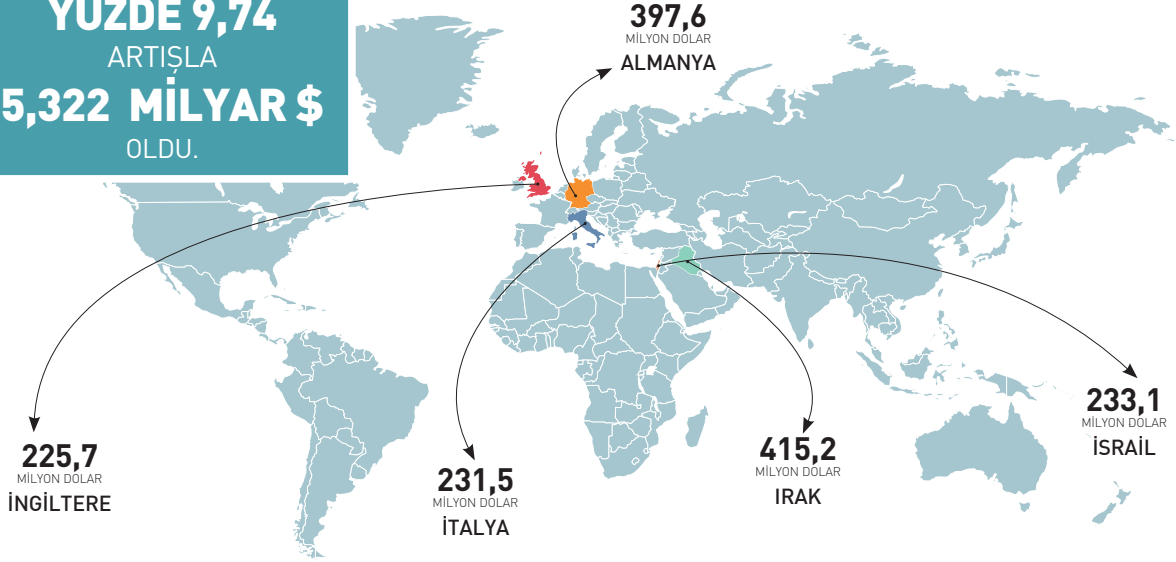 YÜZDE 9,74
ARTIŞLA
5,322 MİLYAR $
OLDU.
397,6
MİLYON DOLAR
ALMANYA
225,7
MİLYON DOLAR
İNGİLTERE
231,5
MİLYON DOLAR
İTALYA
415,2
MİLYON DOLAR
IRAK
233,1
MİLYON DOLAR
İSRAİL